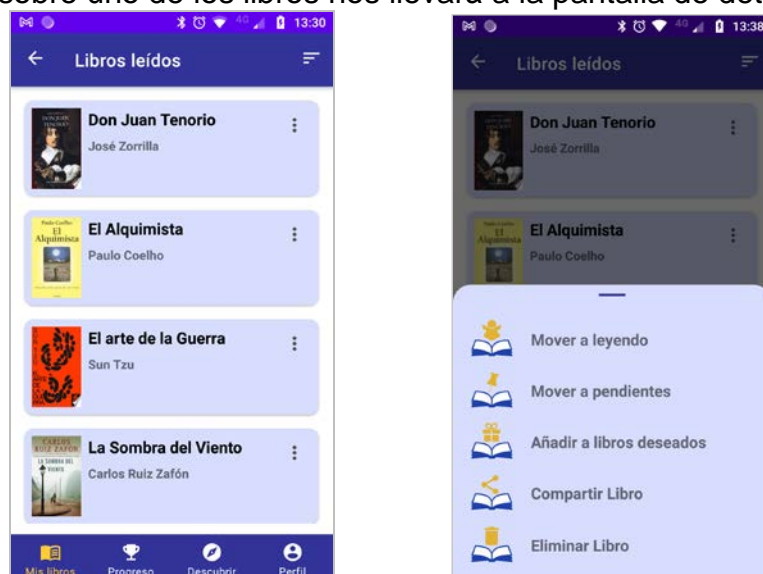 sobre uno de los libros nos llevará a la pantalla de det
4G 13:30
Libros leídos
Don Juan Tenorio
José Zorrilla
El Alquimista
Paulo Coelho
El arte de la Guerra
Sun Tzu
La Sombra del Viento
Carlos Ruiz Zafón
Mis libros Progreso Descubrir Perfil
4G 13:38
Libros leídos
Don Juan Tenorio
José Zorrilla
El Alquimista
Paulo Coelho
Mover a leyendo
Mover a pendientes
Añadir a libros deseados
Compartir Libro
Eliminar Libro